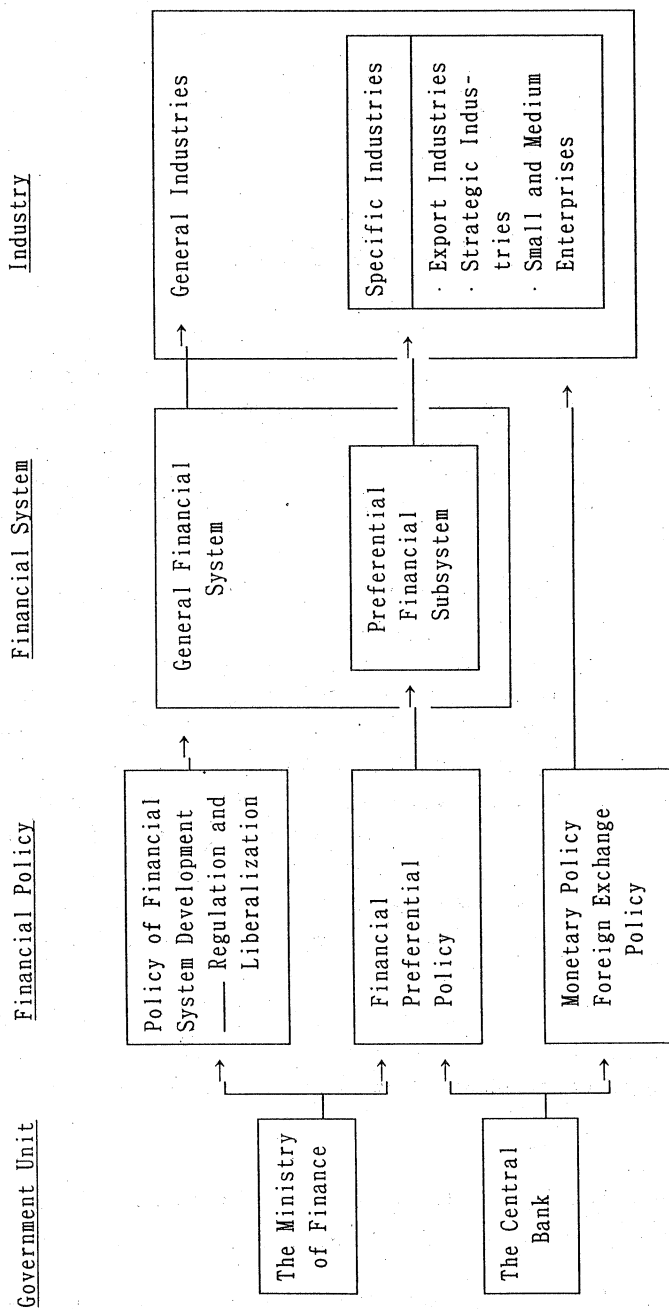 Government Unit
Financial Policy
Financial System
Industry
The Ministry
of Finance
The Central
Bank
Policy of Financial
System Development
— Regulation and
Liberalization
Financial
Preferential
Policy
Monetary Policy
Foreign Exchange
Policy
General Financial
System
Preferential
Financial
Subsystem
General Industries
Specific Industries
· Export Industries
· Strategic Indus-
tries
· Small and Medium
Enterprises